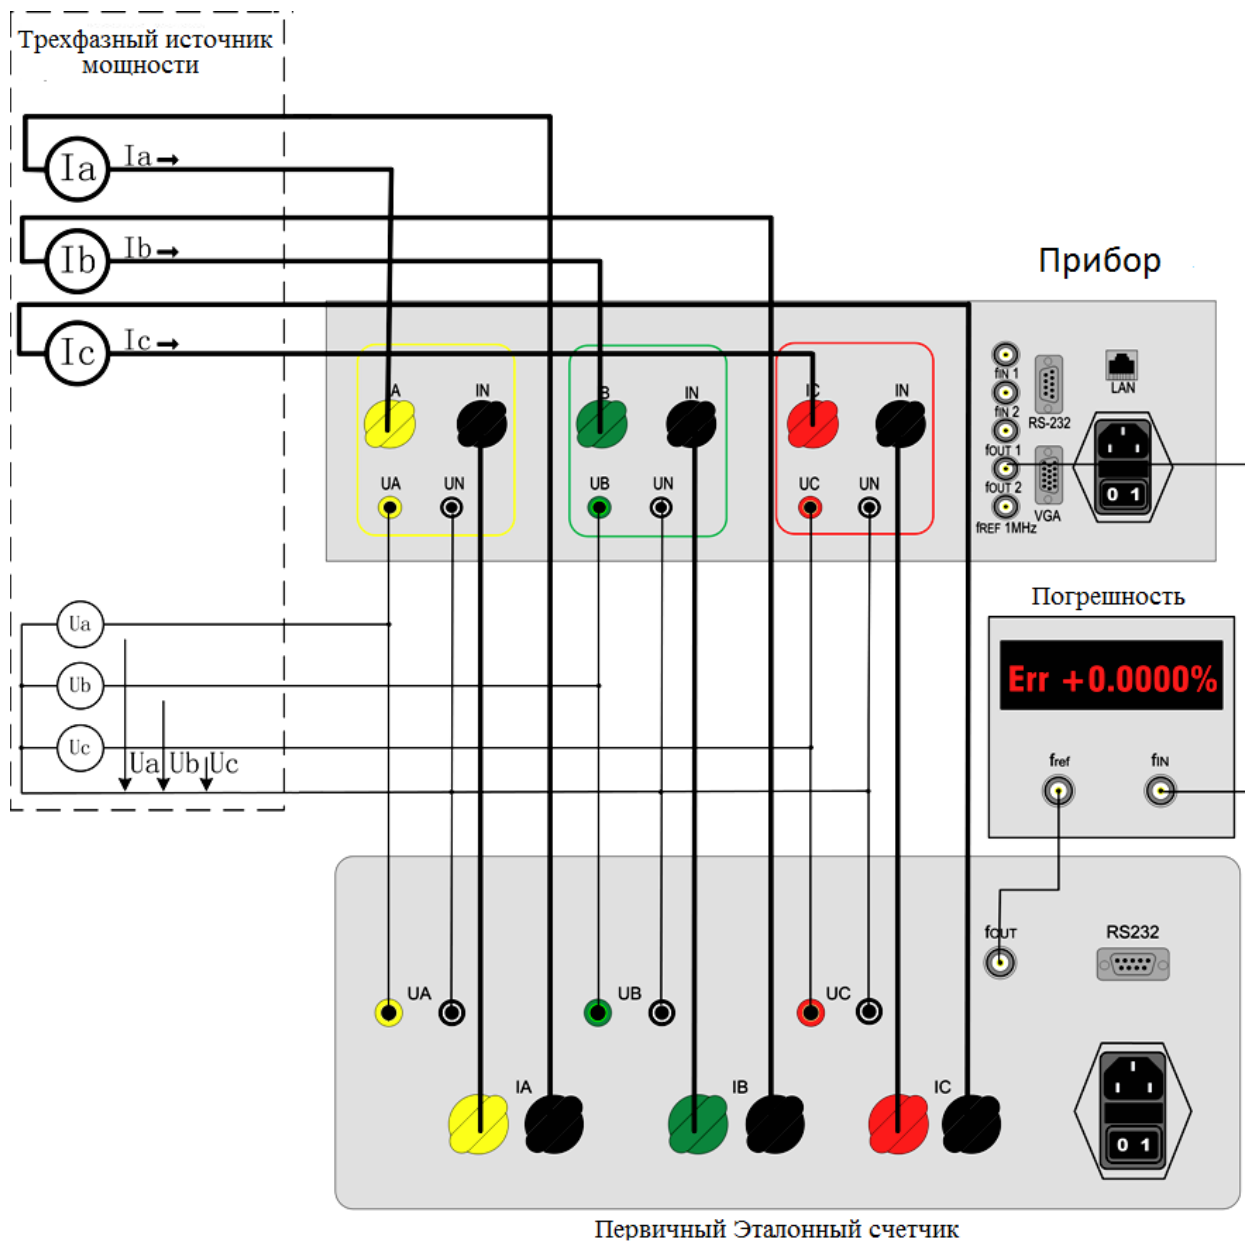 Трехфазный источник
мощности
Ia
Ia
Ib
Ib
Прибор
Ic
Ic
A
IN
B
IN
IC
IN
fIN 1
fIN 2
fOUT 1
fOUT 2
fREF 1MHz
RS-232
VGA
LAN
0 1
UA
UN
UB
UN
UC
UN
Погрешность
Err +0.0000%
fref
fIN
Ua
Ub
Uc
Ua Ub Uc
fOUT
RS232
UA
UB
UC
IA
IB
IC
0 1
Первичный Эталонный счетчик